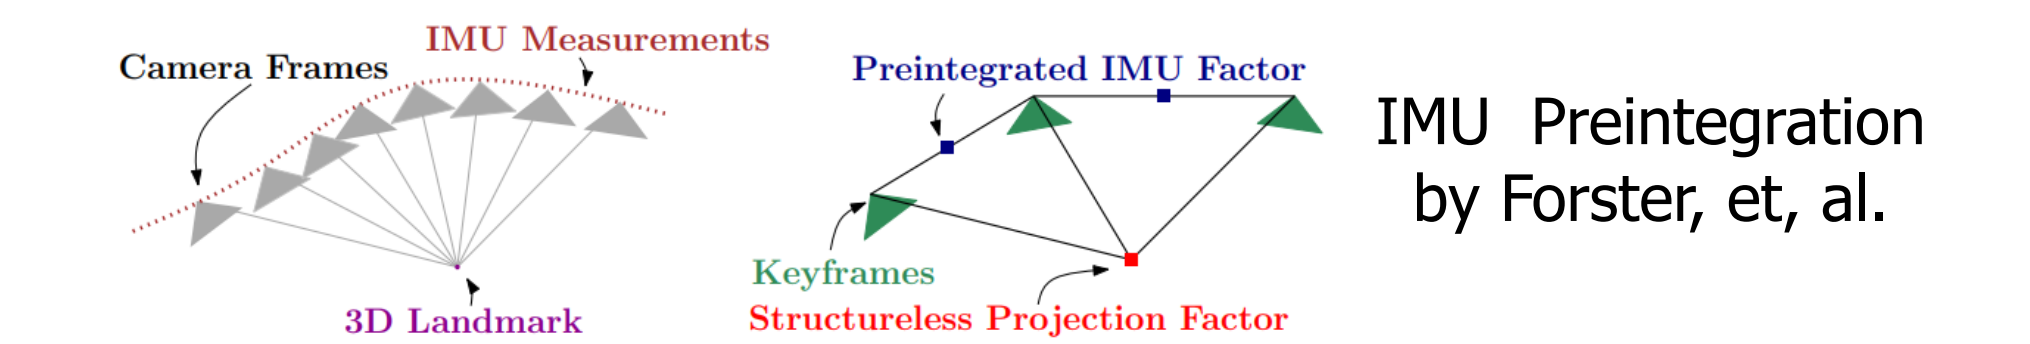 Camera Frames
IMU Measurements
3D Landmark
Preintegrated IMU Factor
Keyframes
Structureless Projection Factor
IMU Preintegration
by Forster, et, al.